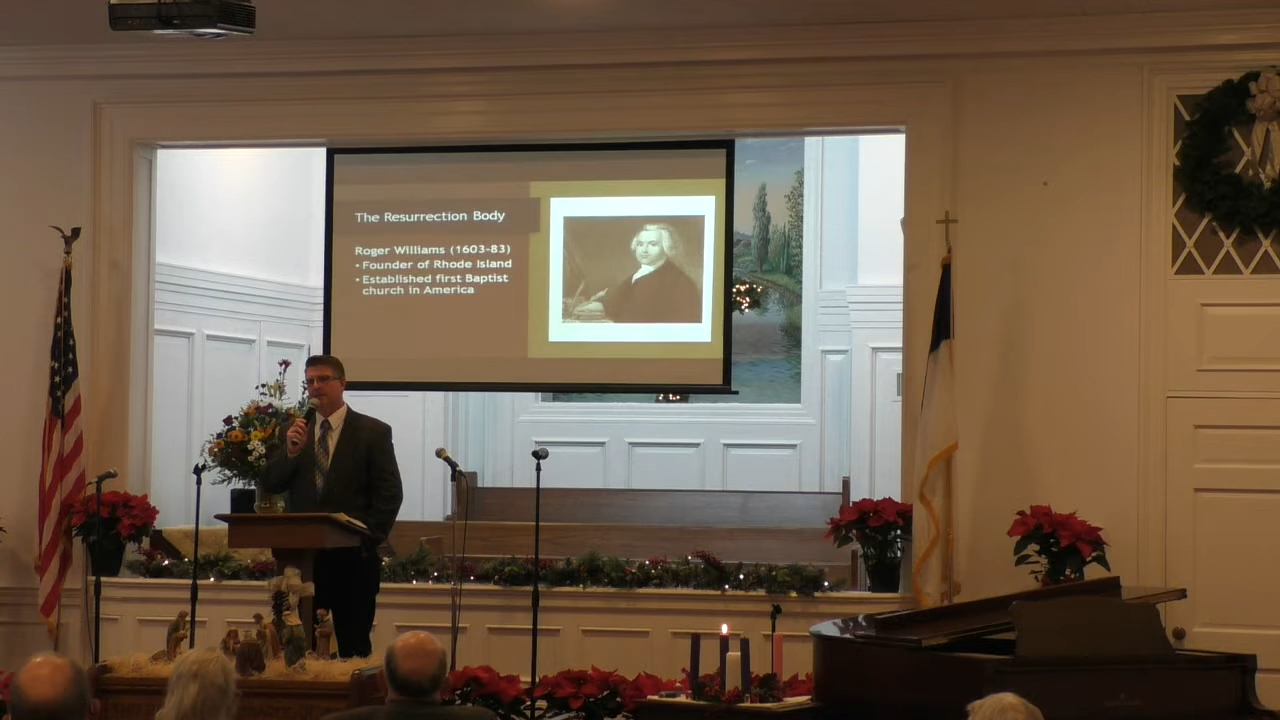 The Resurrection Body
Roger Williams (1603-83)
• Founder of Rhode Island
• Established first Baptist
church in America